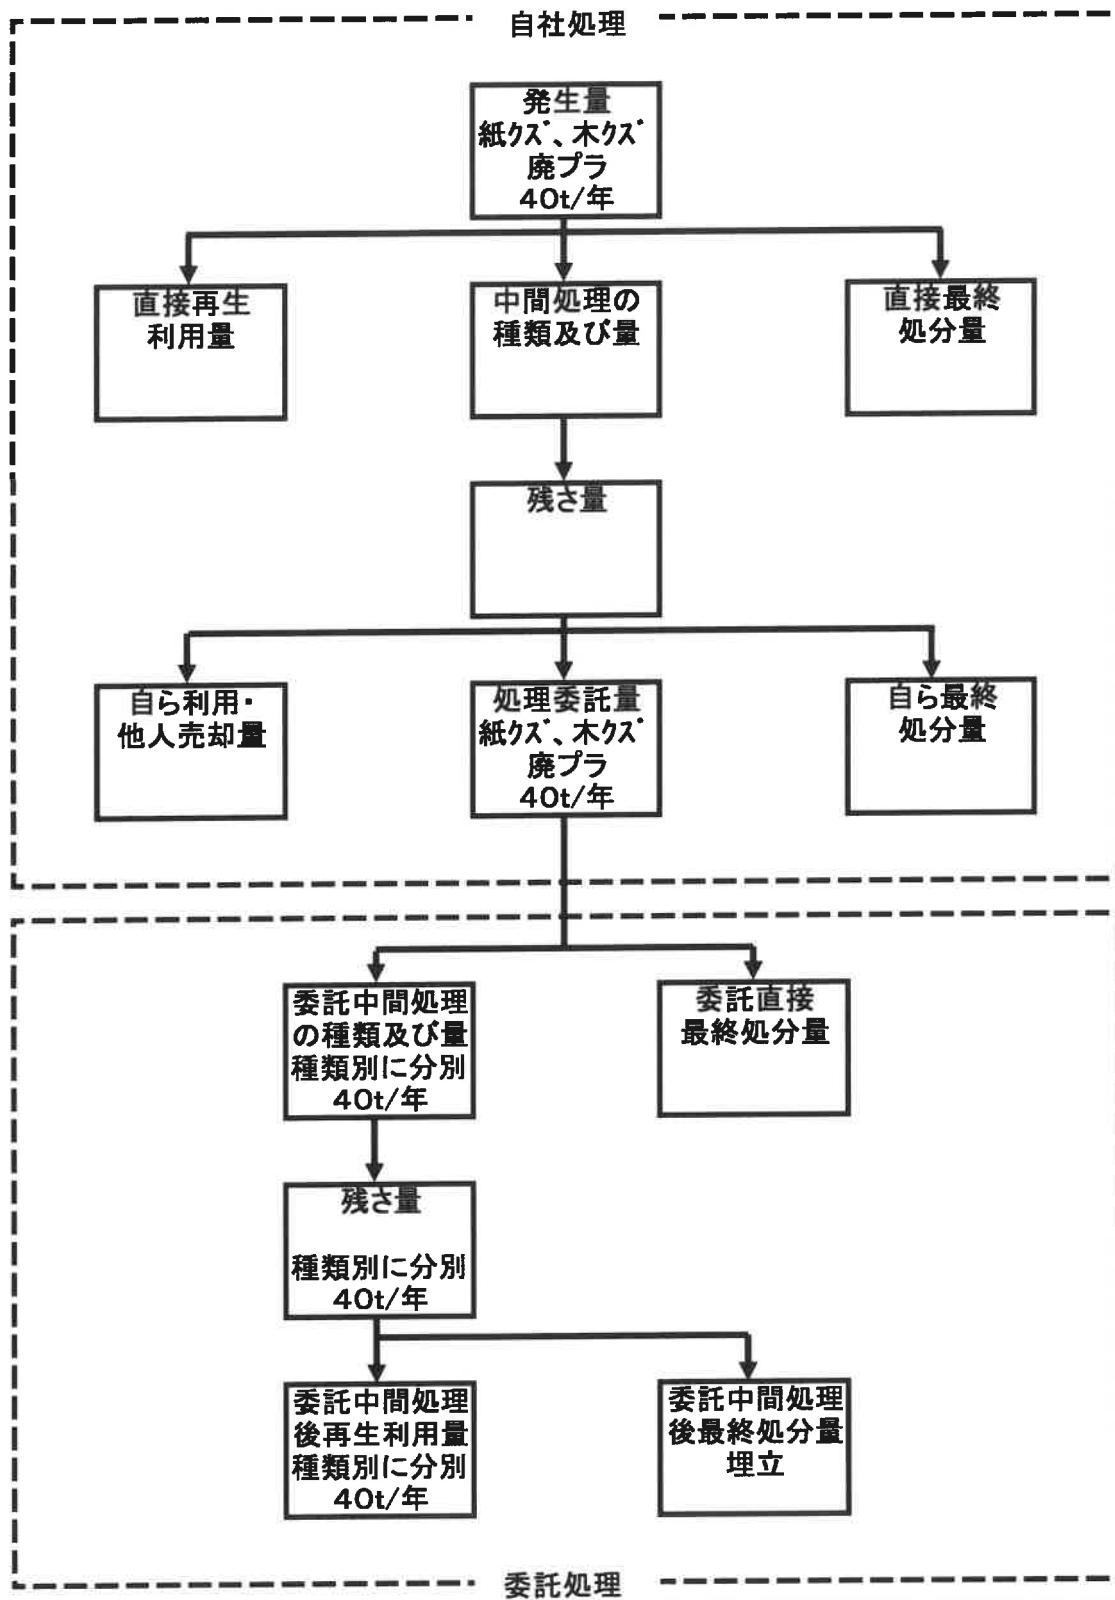 自社処理
発生量
紙クズ、木クズ
廃プラ
40t/年
直接再生
利用量
中間処理の
種類及び量
直接最終
処分量
残さ量
自ら利用・
他人売却量
処理委託量
紙クズ、木クズ
廃プラ
40t/年
自ら最終
処分量
委託中間処理
の種類及び量
種類別に分別
40t/年
委託直接
最終処分量
残さ量
種類別に分別
40t/年
委託中間処理
後再生利用量
種類別に分別
40t/年
委託中間処理
後最終処分量
埋立
委託処理